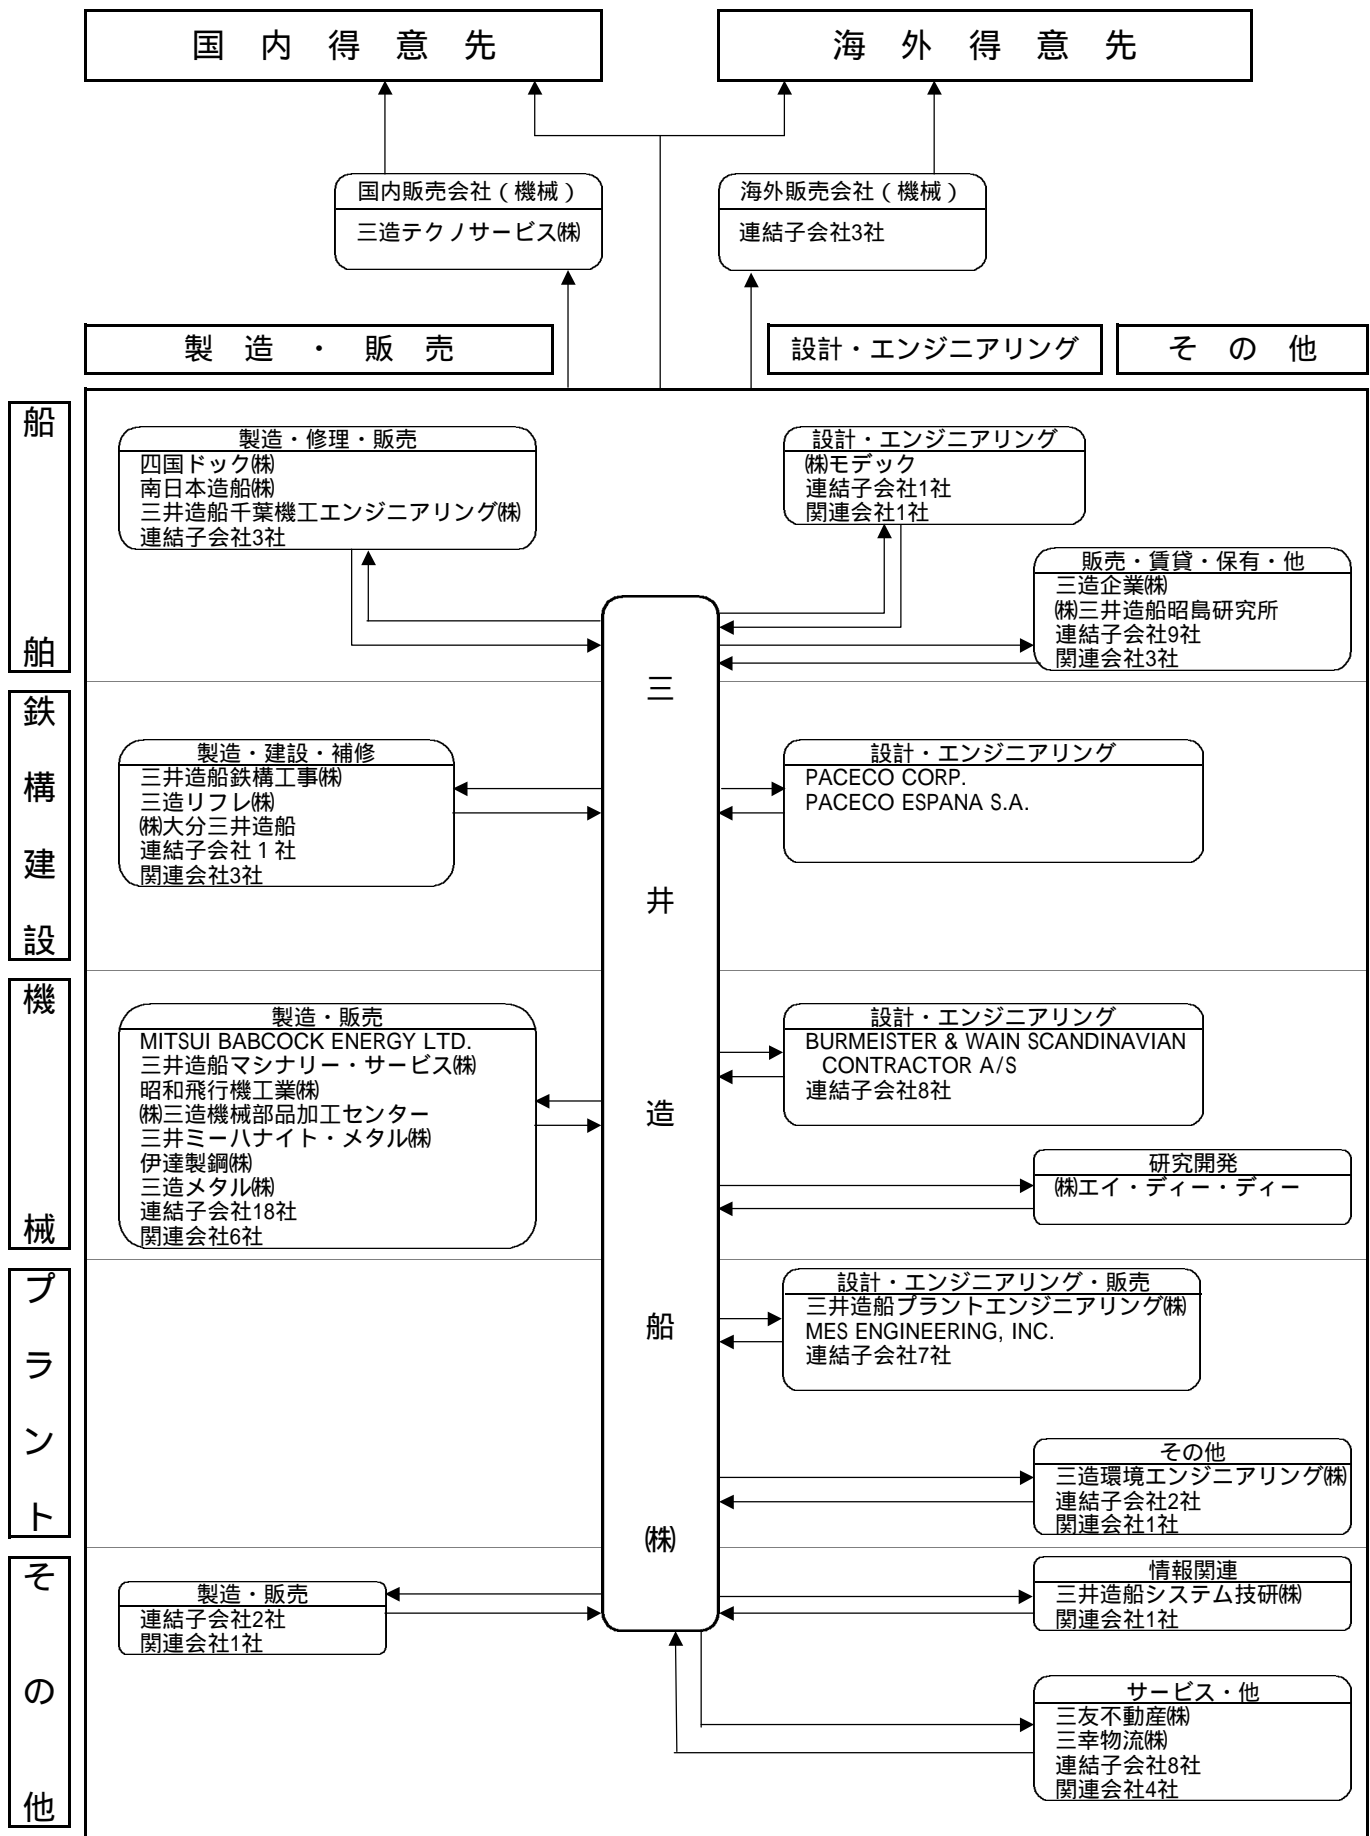 国内得意先
海外得意先
国内販売会社（機械）
三造テクノサービス㈱
海外販売会社（機械）
連結子会社3社
製造・販売
設計・エンジニアリング
その他
船舶
製造・修理・販売
四国ドック㈱
南日本造船㈱
三井造船千葉機工エンジニアリング㈱
連結子会社3社
設計・エンジニアリング
㈱モデック
連結子会社1社
関連会社1社
販売・賃貸・保有・他
三造企業㈱
㈱三井造船昭島研究所
連結子会社9社
関連会社3社
三井造船㈱
鉄構建設
製造・建設・補修
三井造船鉄構工事㈱
三造リフレ㈱
㈱大分三井造船
連結子会社１社
関連会社3社
設計・エンジニアリング
PACECO CORP.
PACECO ESPANA S.A.
機械
製造・販売
MITSUI BABCOCK ENERGY LTD.
三井造船マシナリー・サービス㈱
昭和飛行機工業㈱
㈱三造機械部品加工センター
三井ミーハナイト・メタル㈱
伊達製鋼㈱
三造メタル㈱
連結子会社18社
関連会社6社
設計・エンジニアリング
BURMEISTER & WAIN SCANDINAVIAN
CONTRACTOR A/S
連結子会社8社
研究開発
㈱エイ・ディー・ディー
プラント
設計・エンジニアリング・販売
三井造船プラントエンジニアリング㈱
MES ENGINEERING, INC.
連結子会社7社
その他
三造環境エンジニアリング㈱
連結子会社2社
関連会社1社
その他
製造・販売
連結子会社2社
関連会社1社
情報関連
三井造船システム技研㈱
関連会社1社
サービス・他
三友不動産㈱
三幸物流㈱
連結子会社8社
関連会社4社